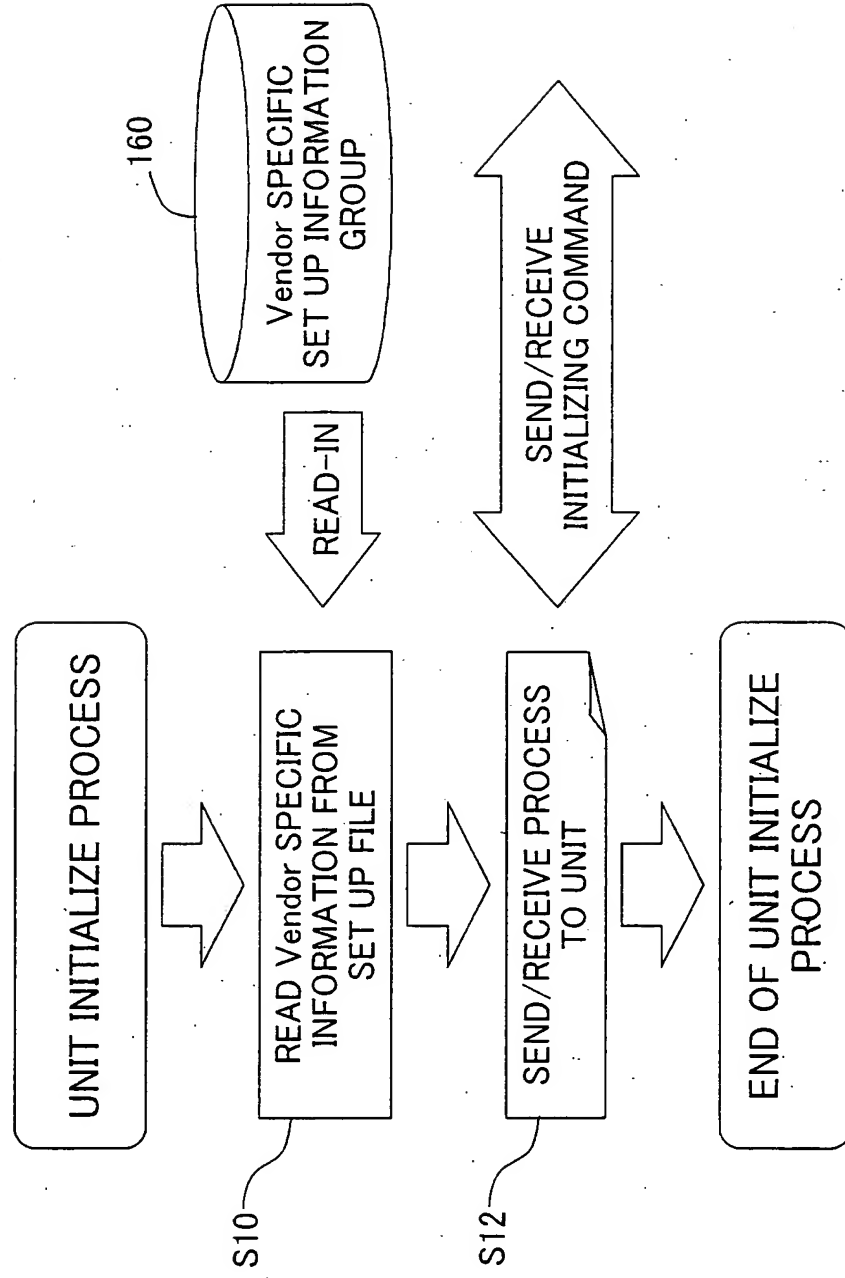 UNIT INITIALIZE PROCESS
S10
READ Vendor SPECIFIC
INFORMATION FROM
SET UP FILE
READ-IN
160
Vendor SPECIFIC
SET UP INFORMATION
GROUP
S12
SEND/RECEIVE PROCESS
TO UNIT
SEND/RECEIVE
INITIALIZING COMMAND
END OF UNIT INITIALIZE
PROCESS